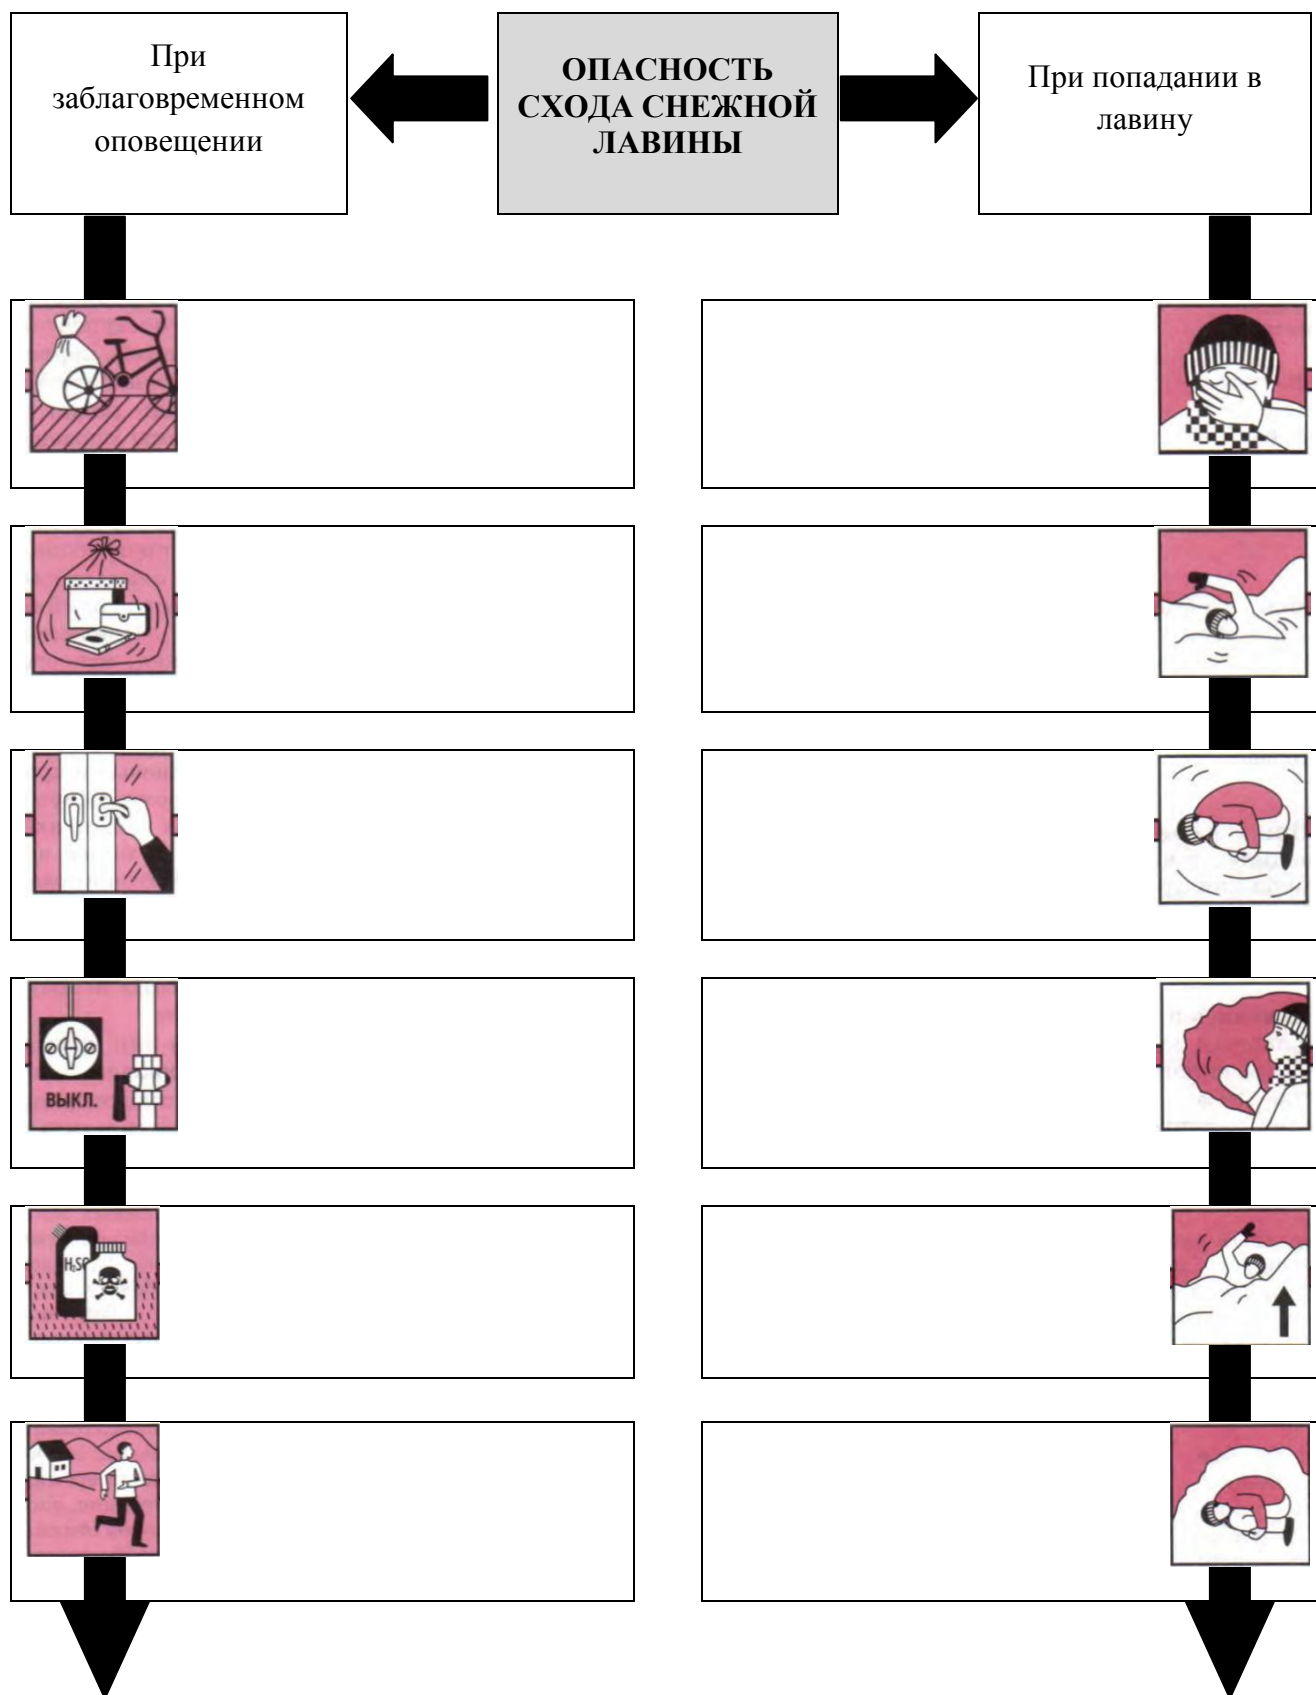 При
заблаговременном
оповещении
ОПАСНОСТЬ
СХОДА СНЕЖНОЙ
ЛАВИНЫ
При попадании в
лавину
ВЫКЛ.